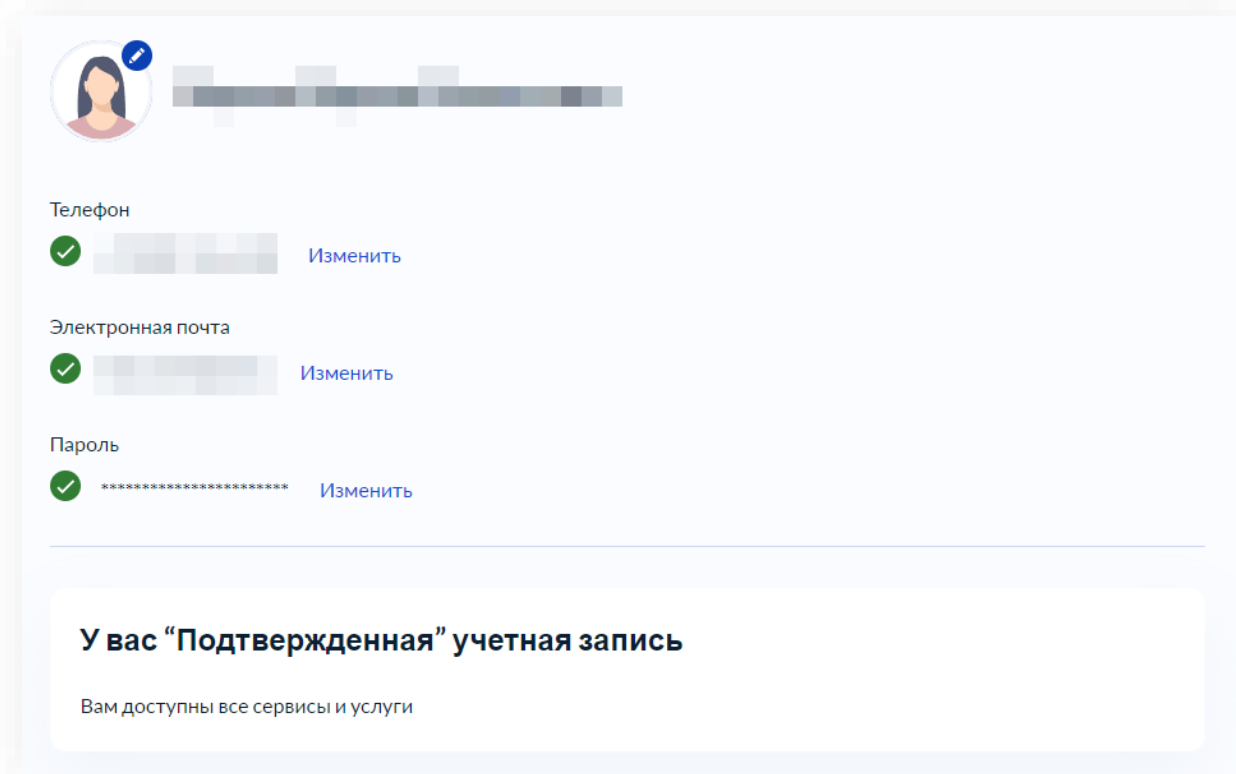 Телефон
Изменить
Электронная почта
Изменить
Пароль
*********************** Изменить
У вас “Подтвержденная” учетная запись
Вам доступны все сервисы и услуги